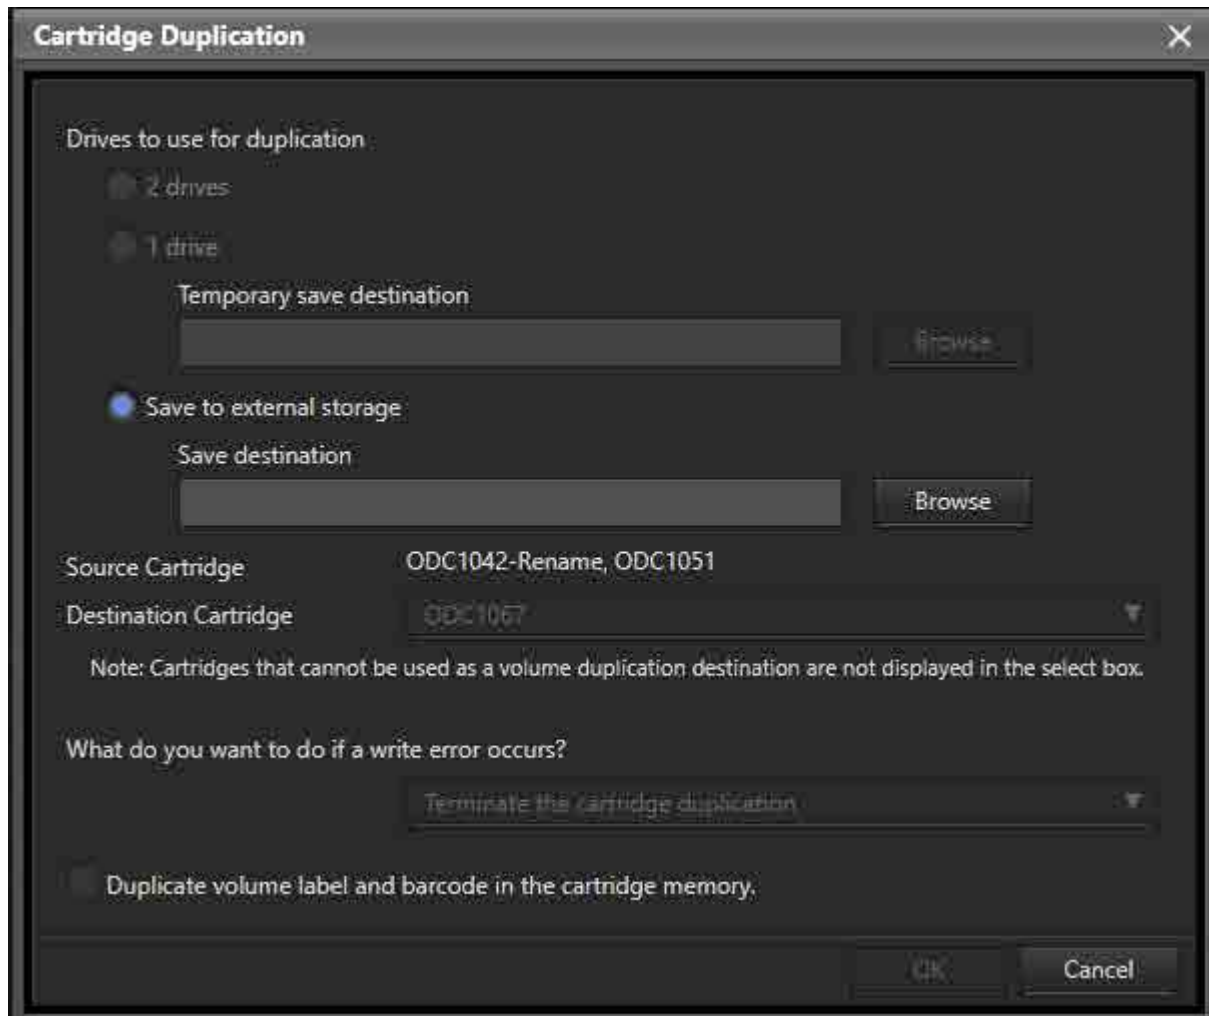 Cartridge Duplication
Drives to use for duplication
2 drives
1 drive
Temporary save destination
Browse
Save to external storage
Save destination
Browse
Source Cartridge ODC1042-Rename, ODC1051
Destination Cartridge ODC1067
Note: Cartridges that cannot be used as a volume duplication destination are not displayed in the select box.
What do you want to do if a write error occurs?
Terminate the cartridge duplication
Duplicate volume label and barcode in the cartridge memory.
OK Cancel